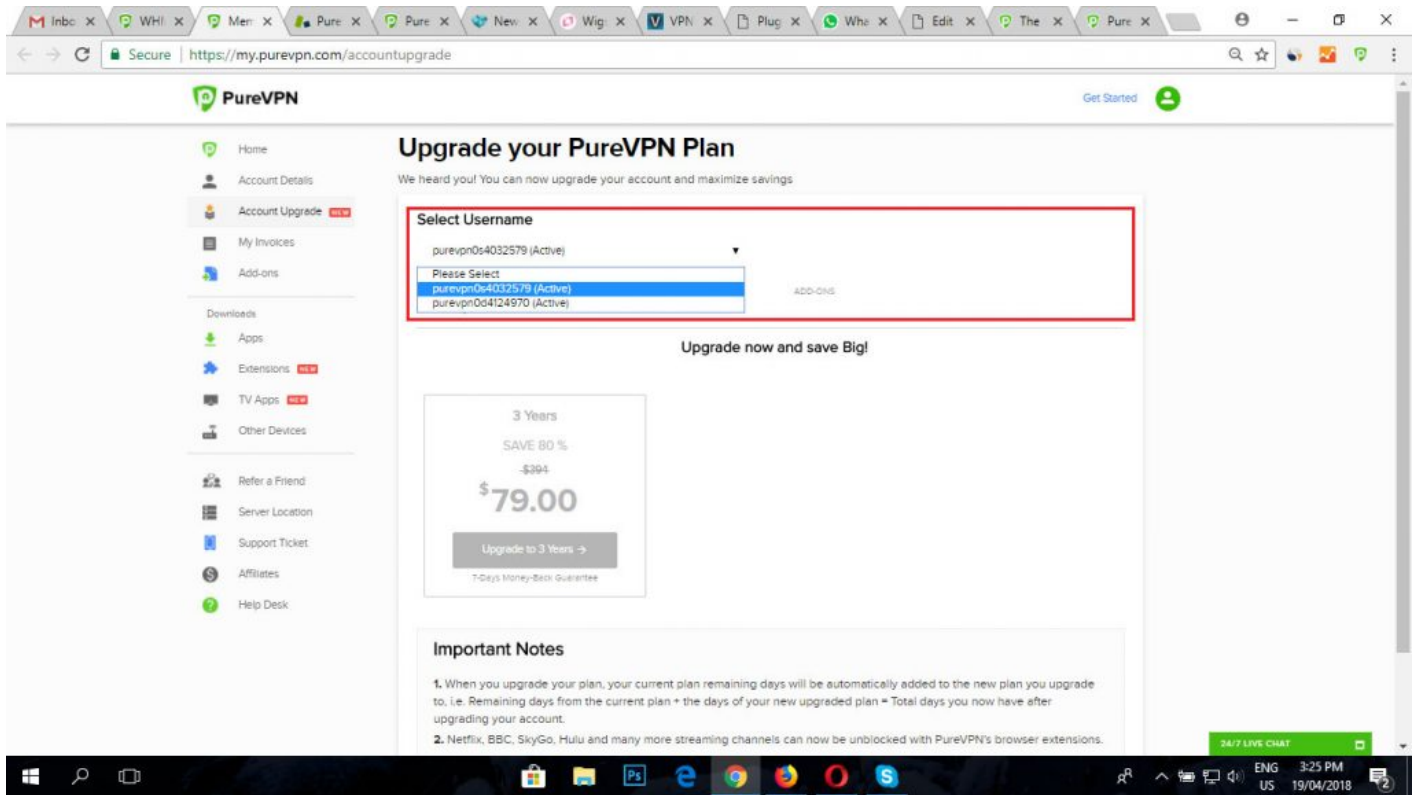 Inbo
WHI
Men
Pure
Pure
New
Wig
VPN
Plug
Wha
Edit
The
Pure
Secure
https://my.purevpn.com/accountupgrade
PureVPN
Get Started
Home
Account Details
Account Upgrade NEW
My Invoices
Add-ons
Downloads
Apps
Extensions NEW
TV Apps NEW
Other Devices
Refer a Friend
Server Location
Support Ticket
Affiliates
Help Desk
Upgrade your PureVPN Plan
We heard you! You can now upgrade your account and maximize savings
Select Username
purevpn0s4032579 (Active)
Please Select
purevpn0s4032579 (Active)
purevpn0d4124970 (Active)
ADD-ONS
Upgrade now and save Big!
3 Years
SAVE 80 %
$394
$79.00
Upgrade to 3 Years →
7-Days Money-Back Guarantee
Important Notes
1. When you upgrade your plan, your current plan remaining days will be automatically added to the new plan you upgrade
to, i.e. Remaining days from the current plan + the days of your new upgraded plan = Total days you now have after
upgrading your account.
2. Netflix, BBC, SkyGo, Hulu and many more streaming channels can now be unblocked with PureVPN's browser extensions.
24/7 LIVE CHAT
Ps
ENG
US
3:25 PM
19/04/2018
2